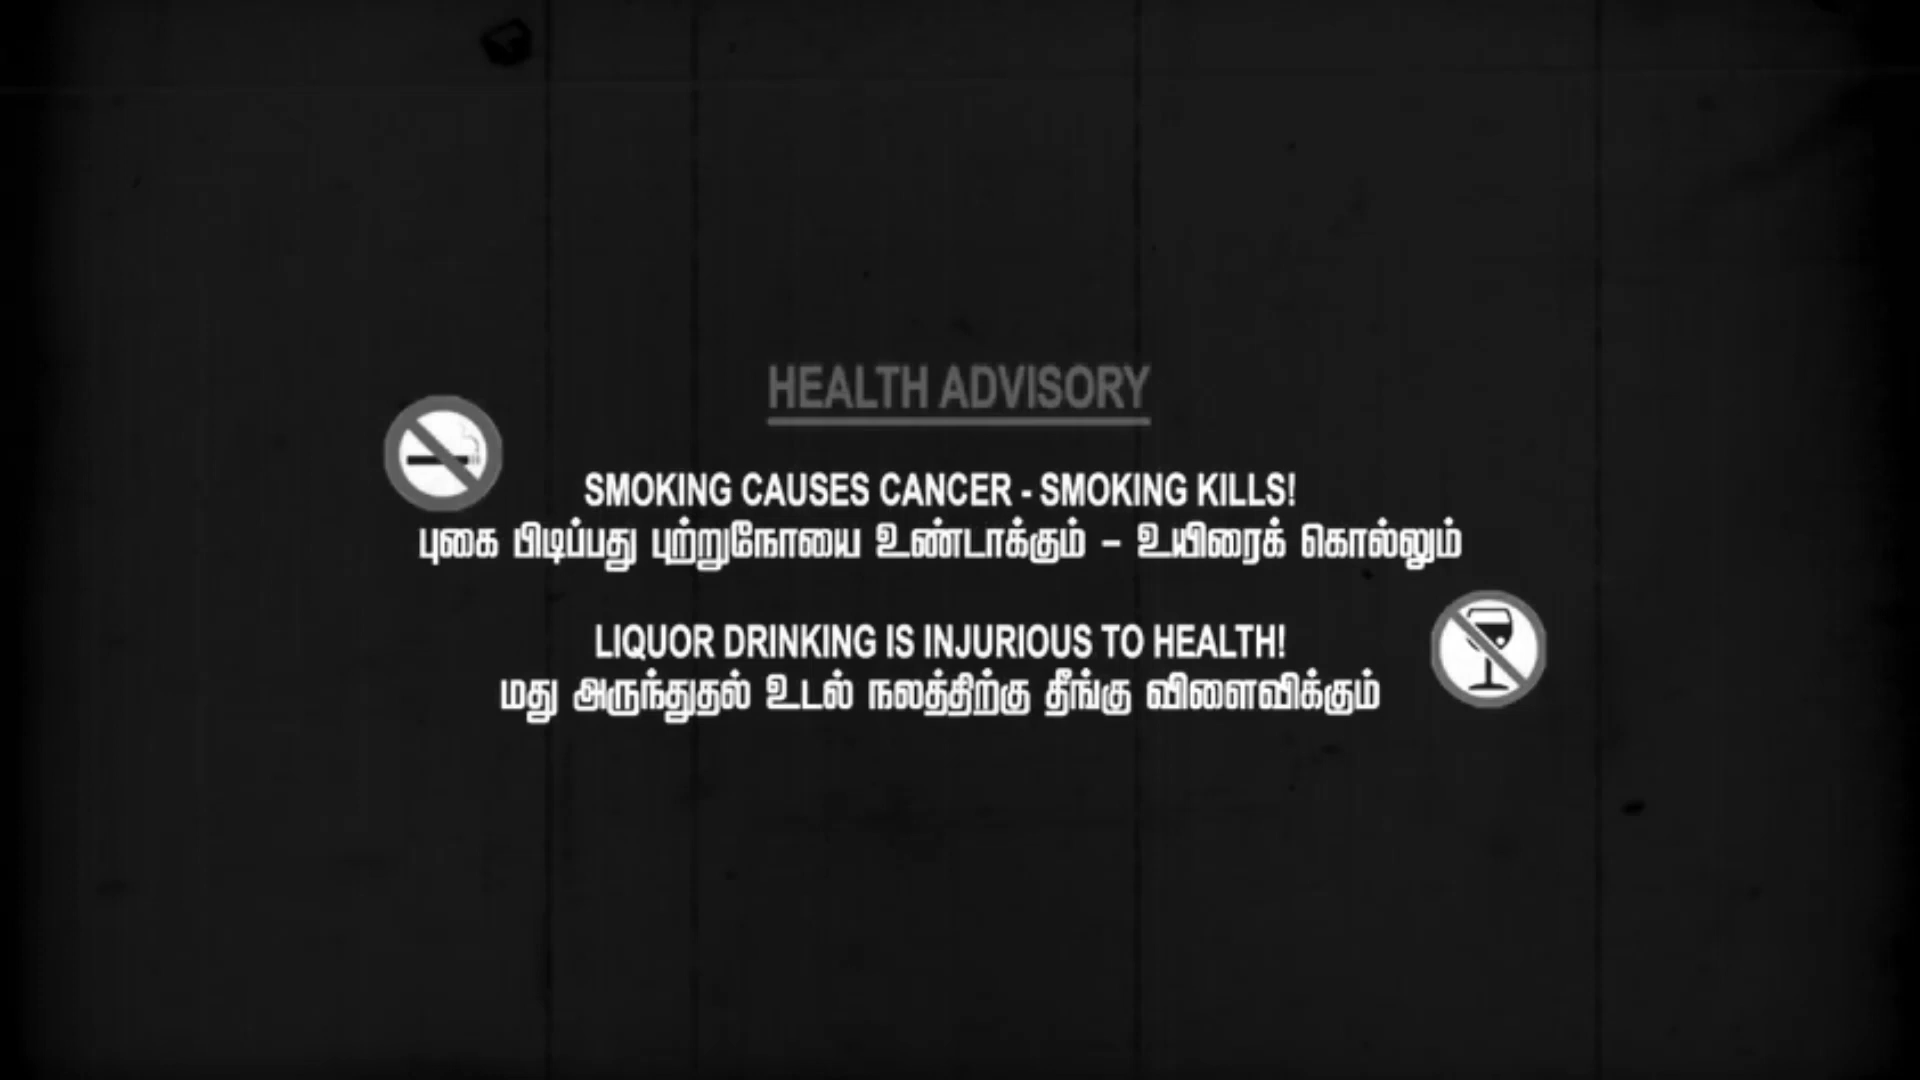 HEALTH ADVISORY
SMOKING CAUSES CANCER - SMOKING KILLS!
புகை பிடிப்பது புற்றுநோயை உண்டாக்கும் – உயிரைக் கொல்லும்
LIQUOR DRINKING IS INJURIOUS TO HEALTH!
மது அருந்துதல் உடல் நலத்திற்கு தீங்கு விளைவிக்கும்